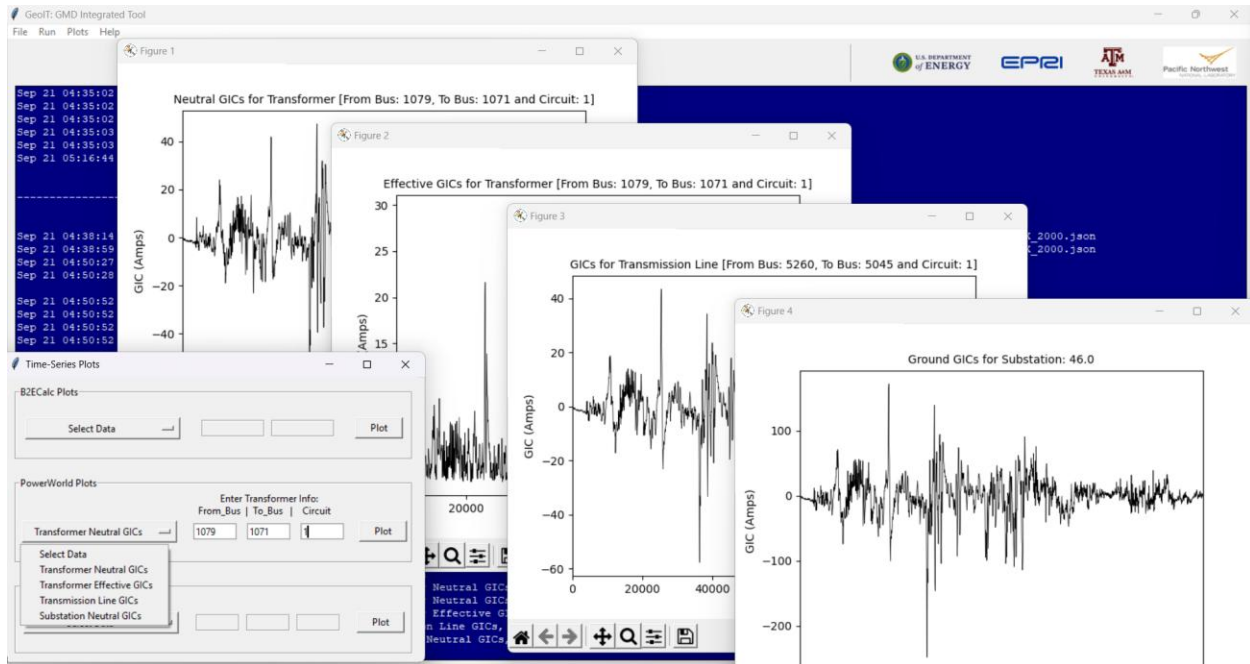 GeoIT: GMD Integrated Tool
File Run Plots Help
U.S. DEPARTMENT
of ENERGY
EPRI
TEXAS A&M
UNIVERSITY
Pacific Northwest
NATIONAL LABORATORY
Sep 21 04:35:02
Sep 21 04:35:02
Sep 21 04:35:02
Sep 21 04:35:03
Sep 21 04:35:03
Sep 21 05:16:44
Sep 21 04:38:14
Sep 21 04:38:59
Sep 21 04:50:27
Sep 21 04:50:28
Sep 21 04:50:52
Sep 21 04:50:52
Sep 21 04:50:52
Sep 21 04:50:52
_2000.json
_2000.json
Figure 1
Neutral GICs for Transformer [From Bus: 1079, To Bus: 1071 and Circuit: 1]
GIC (Amps)
40
20
0
−20
−40
Figure 2
Effective GICs for Transformer [From Bus: 1079, To Bus: 1071 and Circuit: 1]
30
25
20
15
(Amps)
20000
Figure 3
GICs for Transmission Line [From Bus: 5260, To Bus: 5045 and Circuit: 1]
GIC (Amps)
40
20
0
−20
−40
−60
0 20000 40000
Figure 4
Ground GICs for Substation: 46.0
GIC (Amps)
100
0
−100
−200
Time-Series Plots
B2ECalc Plots
Select Data
Plot
PowerWorld Plots
Enter Transformer Info:
From_Bus | To_Bus | Circuit
Transformer Neutral GICs 1079 1071 1 Plot
Select Data
Transformer Neutral GICs
Transformer Effective GICs
Transmission Line GICs
Substation Neutral GICs
Plot
Neutral GIC
Neutral GIC
Effective G
n Line GICs,
Neutral GICs,